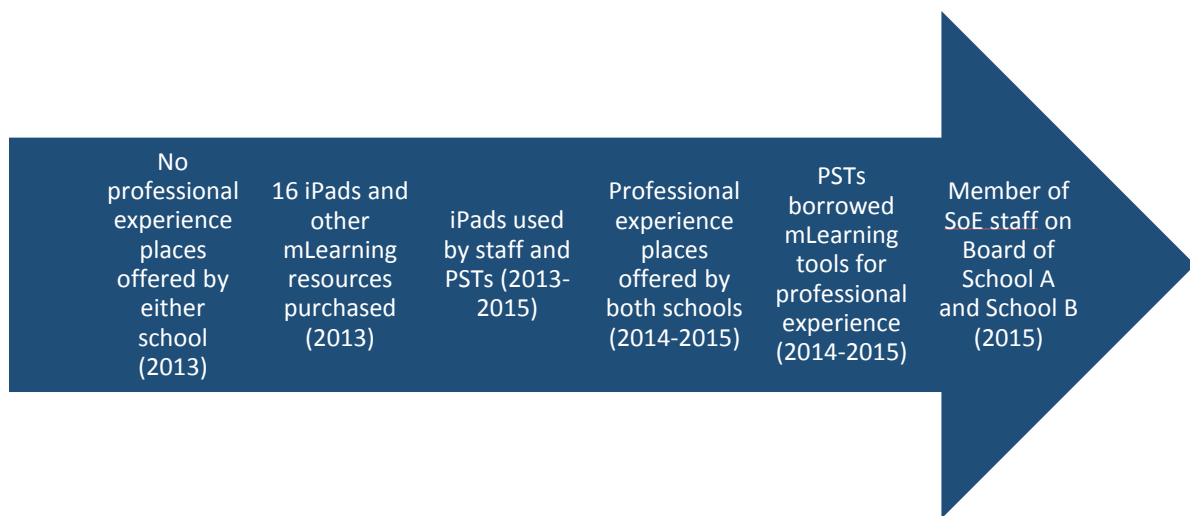 No
professional
experience
places
offered by
either
school
(2013)
16 iPads and
other
mLearning
resources
purchased
(2013)
iPads used
by staff and
PSTs (2013-
2015)
Professional
experience
places
offered by
both schools
(2014-2015)
PSTs
borrowed
mLearning
tools for
professional
experience
(2014-2015)
Member of
SoE staff on
Board of
School A
and School B
(2015)